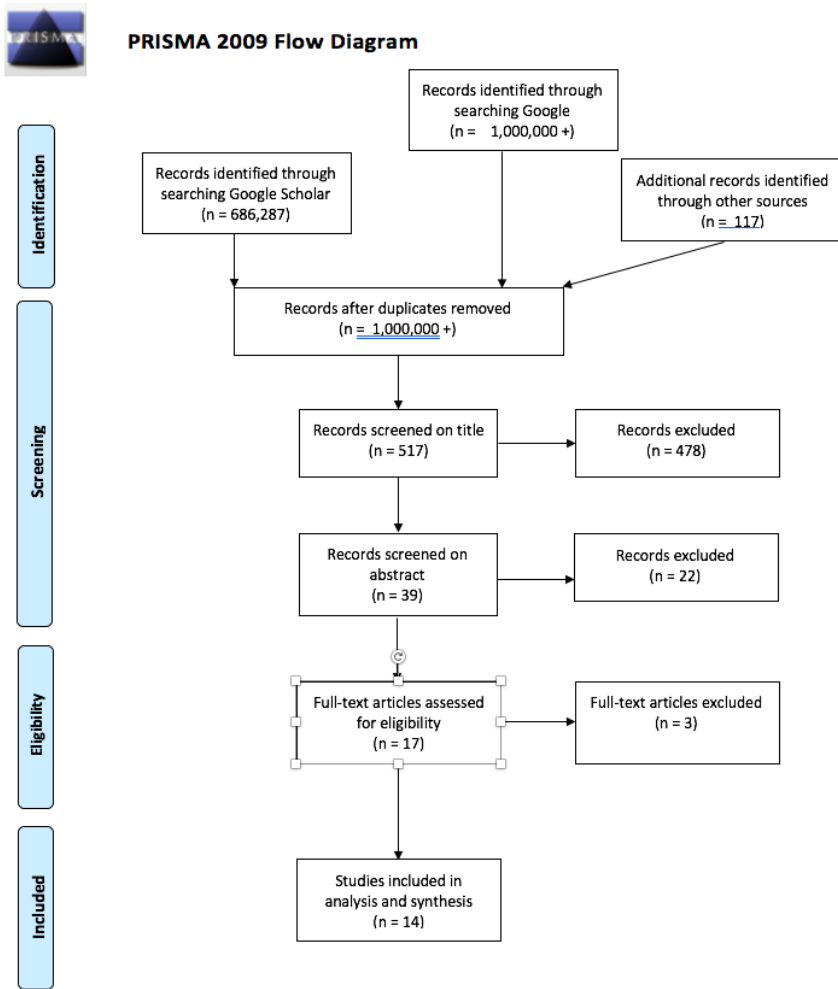 PRISMA
PRISMA 2009 Flow Diagram
Identification
Records identified through
searching Google
(n = 1,000,000 +)
Records identified through
searching Google Scholar
(n = 686,287)
Additional records identified
through other sources
(n = 117)
Screening
Records after duplicates removed
(n = 1,000,000 +)
Records screened on title
(n = 517)
Records excluded
(n = 478)
Records screened on
abstract
(n = 39)
Records excluded
(n = 22)
Eligibility
Full-text articles assessed
for eligibility
(n = 17)
Full-text articles excluded
(n = 3)
Included
Studies included in
analysis and synthesis
(n = 14)